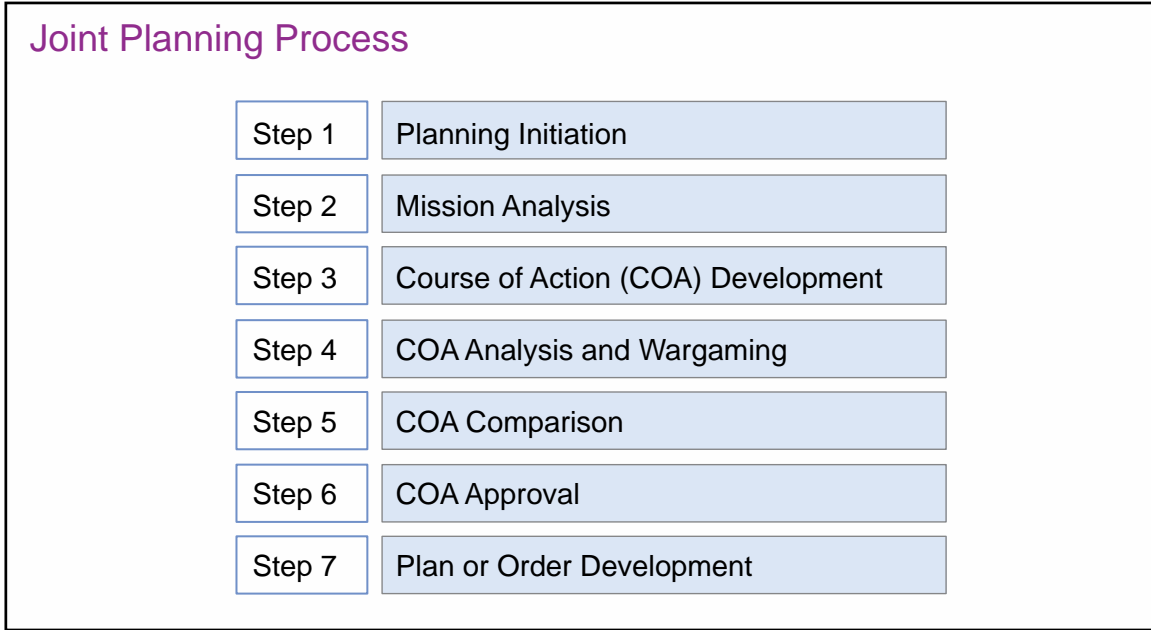 Joint Planning Process
Step 1 Planning Initiation
Step 2 Mission Analysis
Step 3 Course of Action (COA) Development
Step 4 COA Analysis and Wargaming
Step 5 COA Comparison
Step 6 COA Approval
Step 7 Plan or Order Development